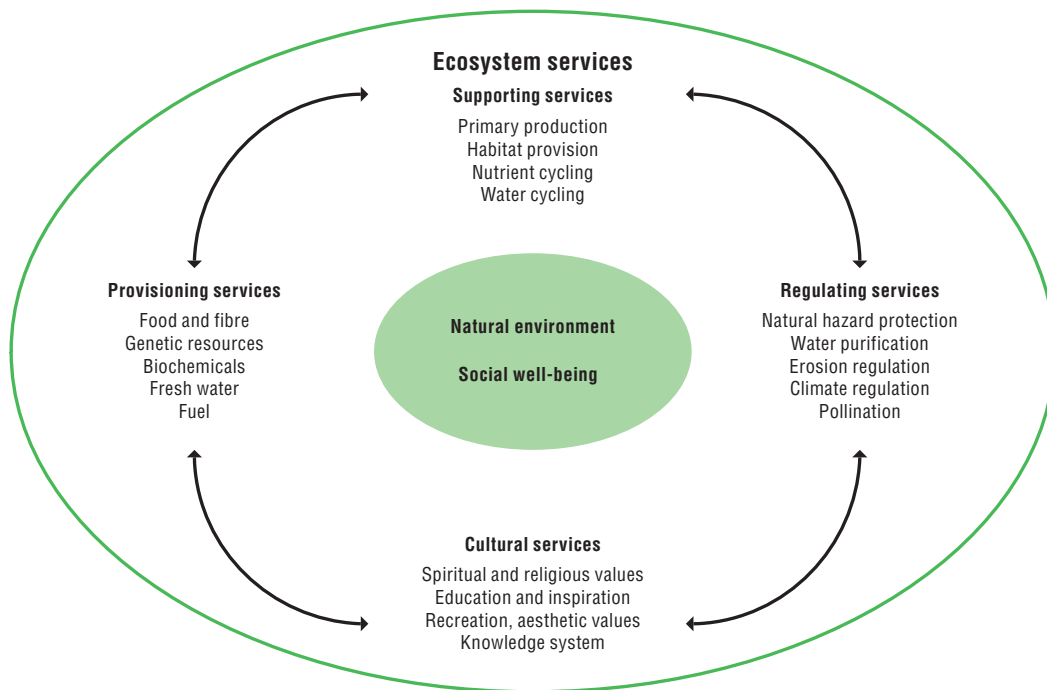 Ecosystem services
Supporting services
Primary production
Habitat provision
Nutrient cycling
Water cycling
Provisioning services
Food and fibre
Genetic resources
Biochemicals
Fresh water
Fuel
Natural environment
Social well-being
Regulating services
Natural hazard protection
Water purification
Erosion regulation
Climate regulation
Pollination
Cultural services
Spiritual and religious values
Education and inspiration
Recreation, aesthetic values
Knowledge system